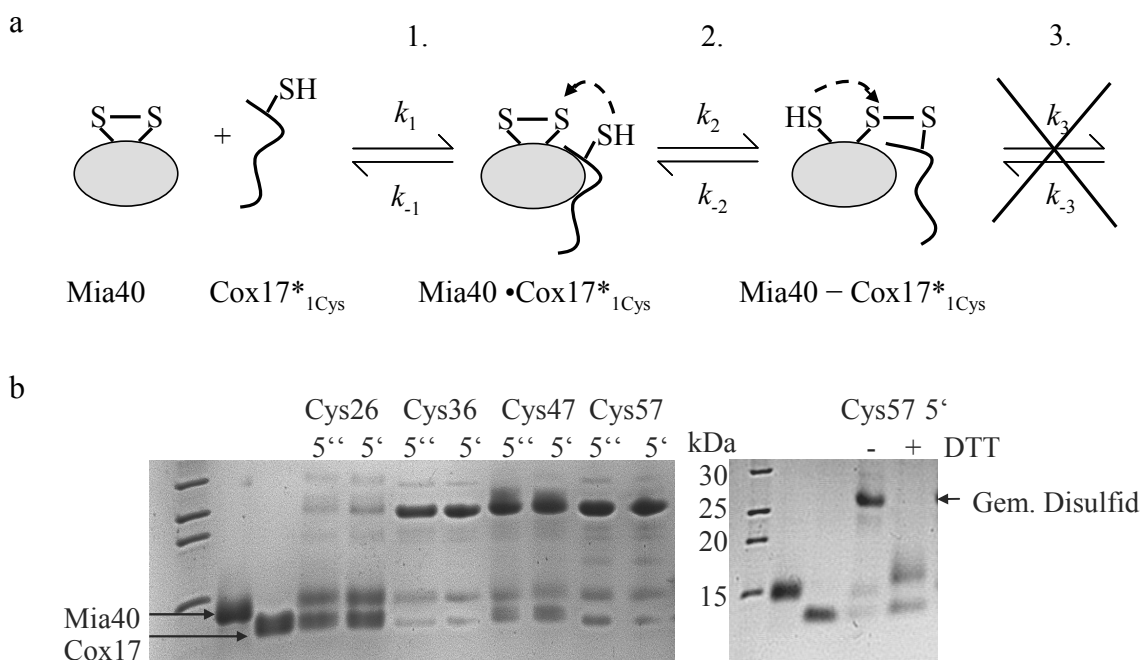 a
1. 2. 3.
S S SH
+
k1
k-1
S S SH
k2
k-2
HS S S
k3
k-3
Mia40 Cox17*1Cys Mia40 •Cox17*1Cys Mia40 − Cox17*1Cys
b
Cys26 Cys36 Cys47 Cys57
5‘‘ 5‘ 5‘‘ 5‘ 5‘‘ 5‘ 5‘‘ 5‘
Mia40
Cox17
Cys57 5‘
kDa - + DTT
30
25
20
15
Gem. Disulfid